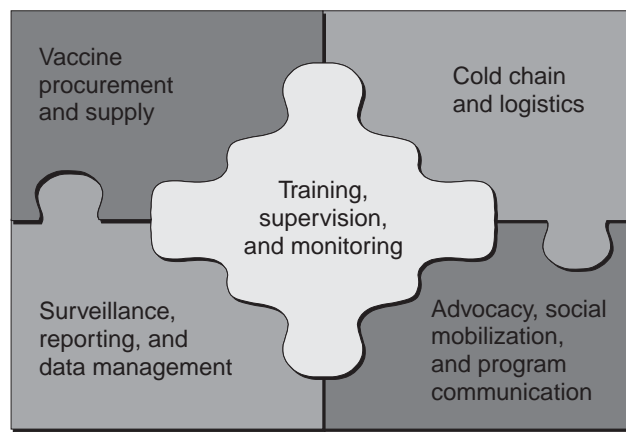 Vaccine
procurement
and supply
Cold chain
and logistics
Training,
supervision,
and monitoring
Surveillance,
reporting, and
data management
Advocacy, social
mobilization,
and program
communication